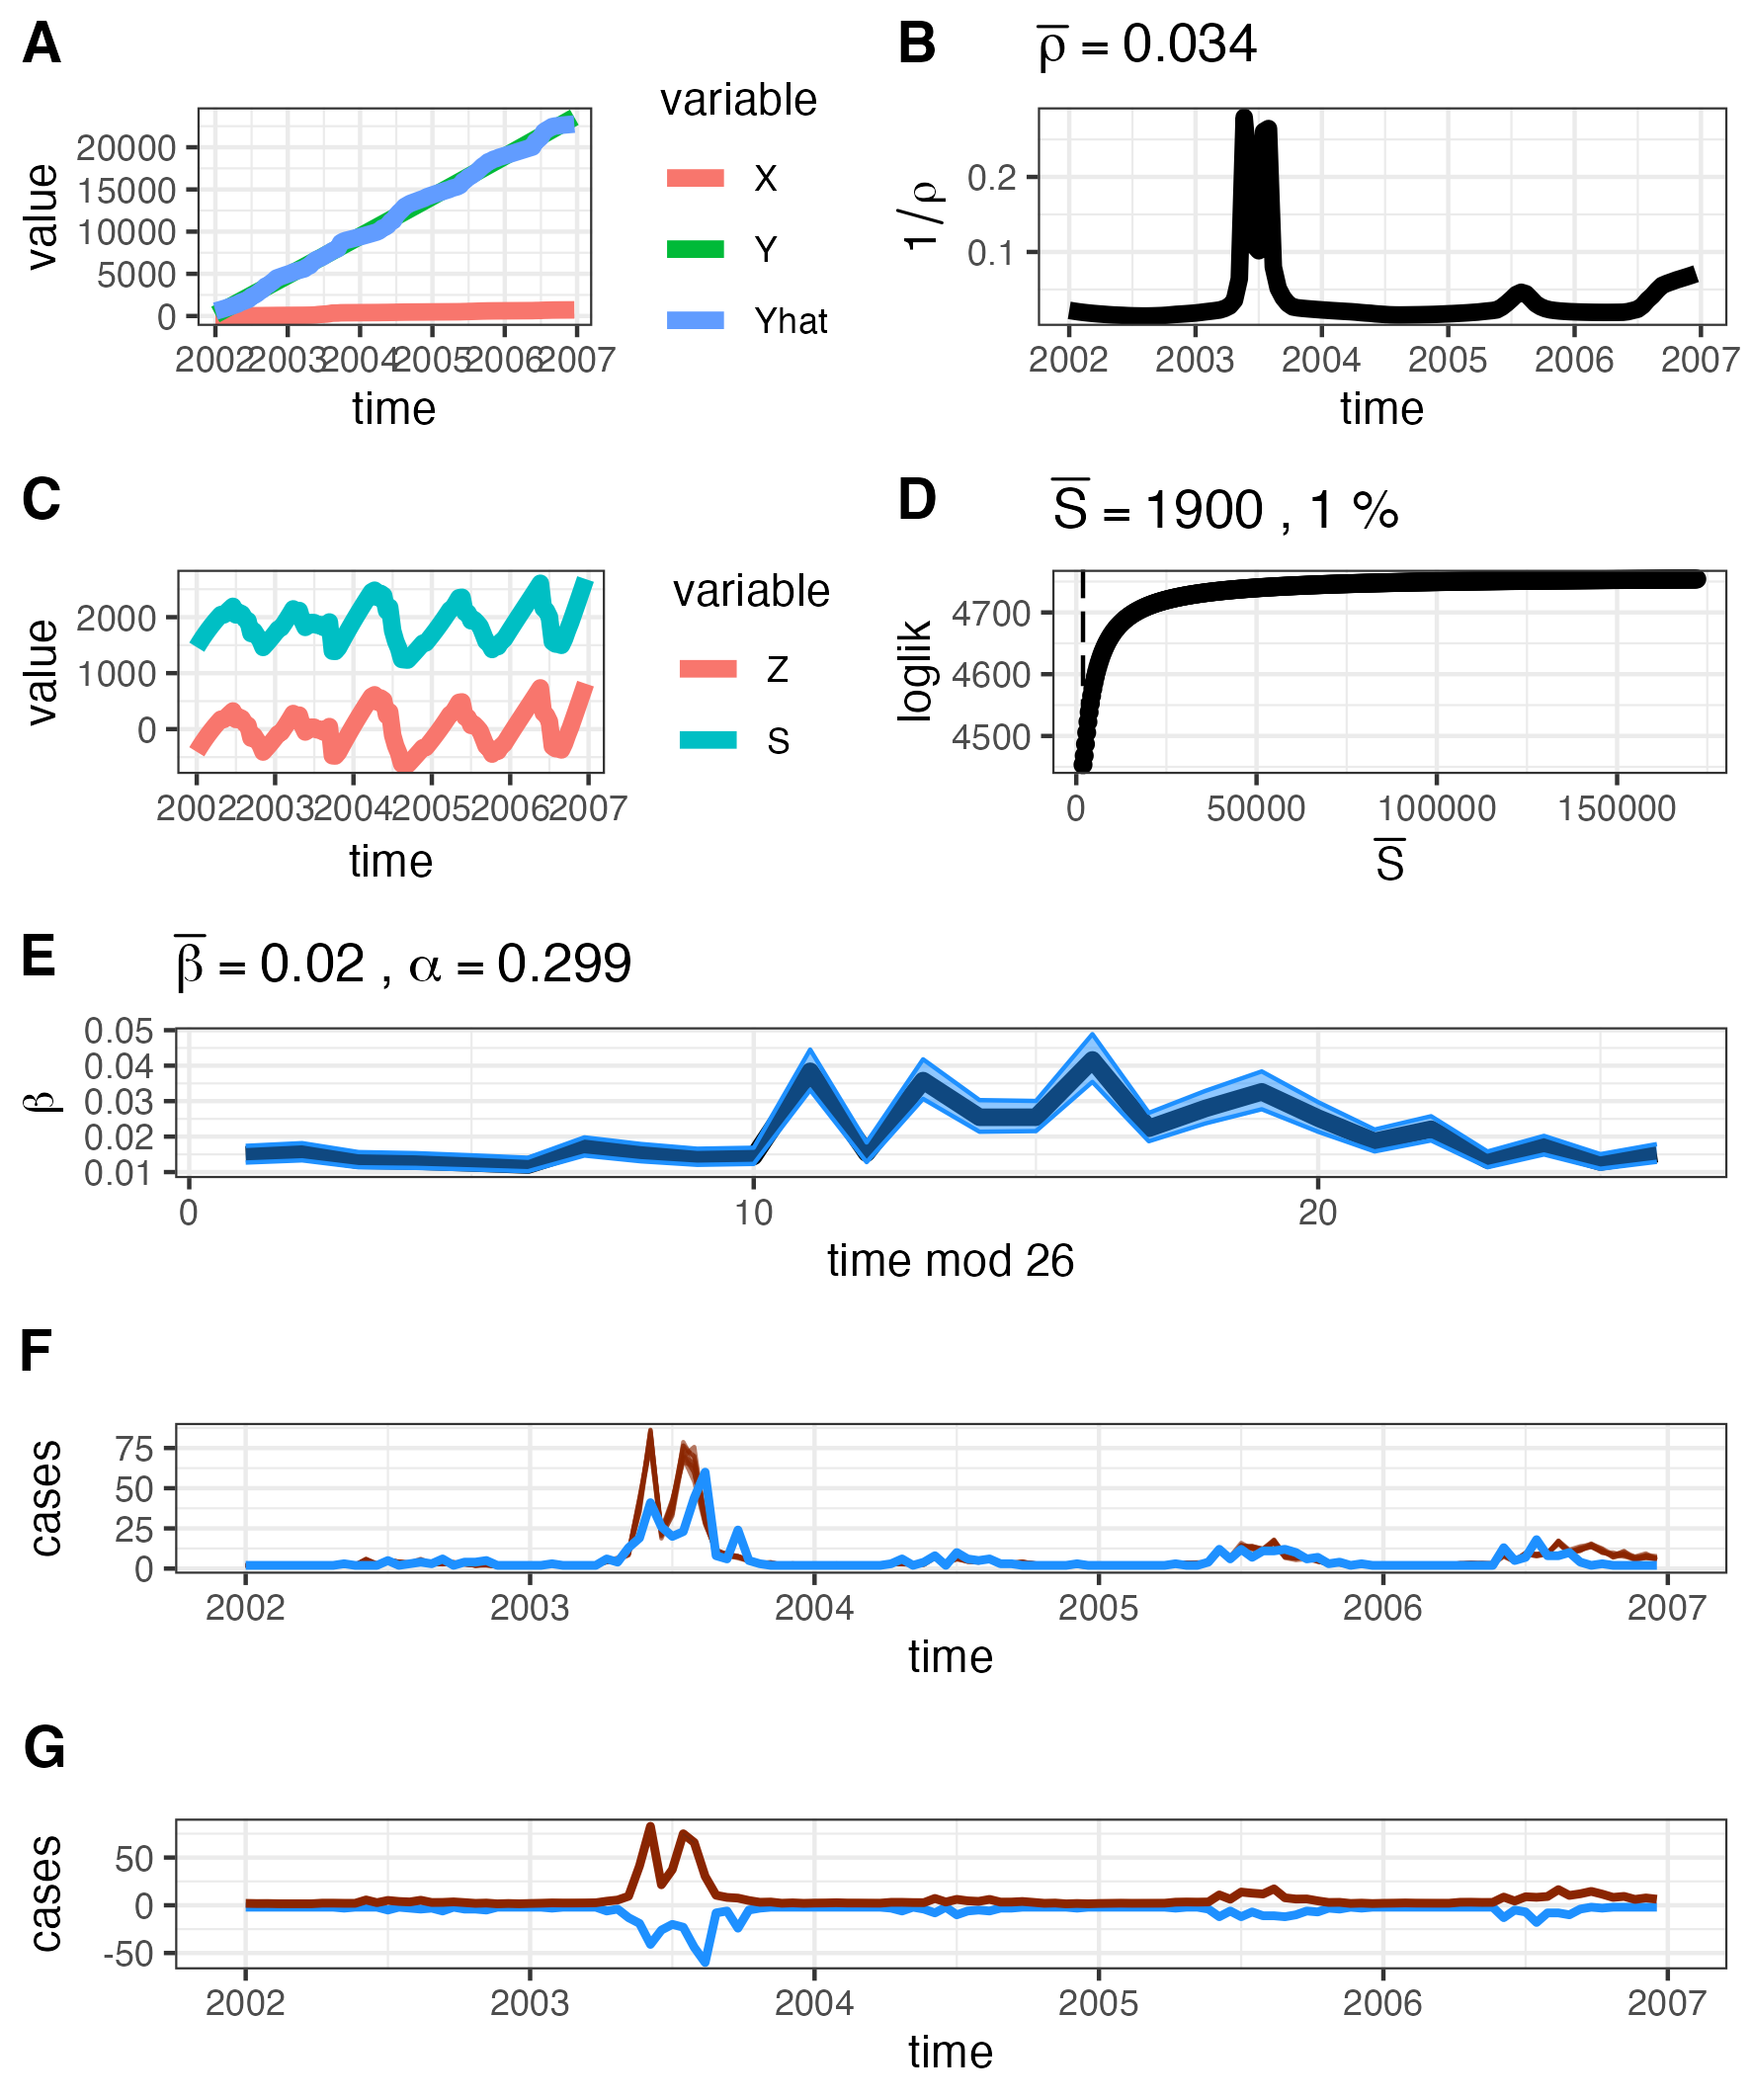 A
variable
X
Y
Yhat
value
20000
15000
10000
5000
0
2002 2003 2004 2005 2006 2007
time
B
ρ̅ = 0.034
1/ρ
0.2
0.1
2002 2003 2004 2005 2006 2007
time
C
variable
Z
S
value
2000
1000
0
2002 2003 2004 2005 2006 2007
time
D
S̅ = 1900 , 1 %
loglik
4700
4600
4500
0 50000 100000 150000
S̅
E
β̅ = 0.02 , α = 0.299
β
0.05
0.04
0.03
0.02
0.01
0 10 20
time mod 26
F
cases
75
50
25
0
2002 2003 2004 2005 2006 2007
time
G
cases
50
0
-50
2002 2003 2004 2005 2006 2007
time